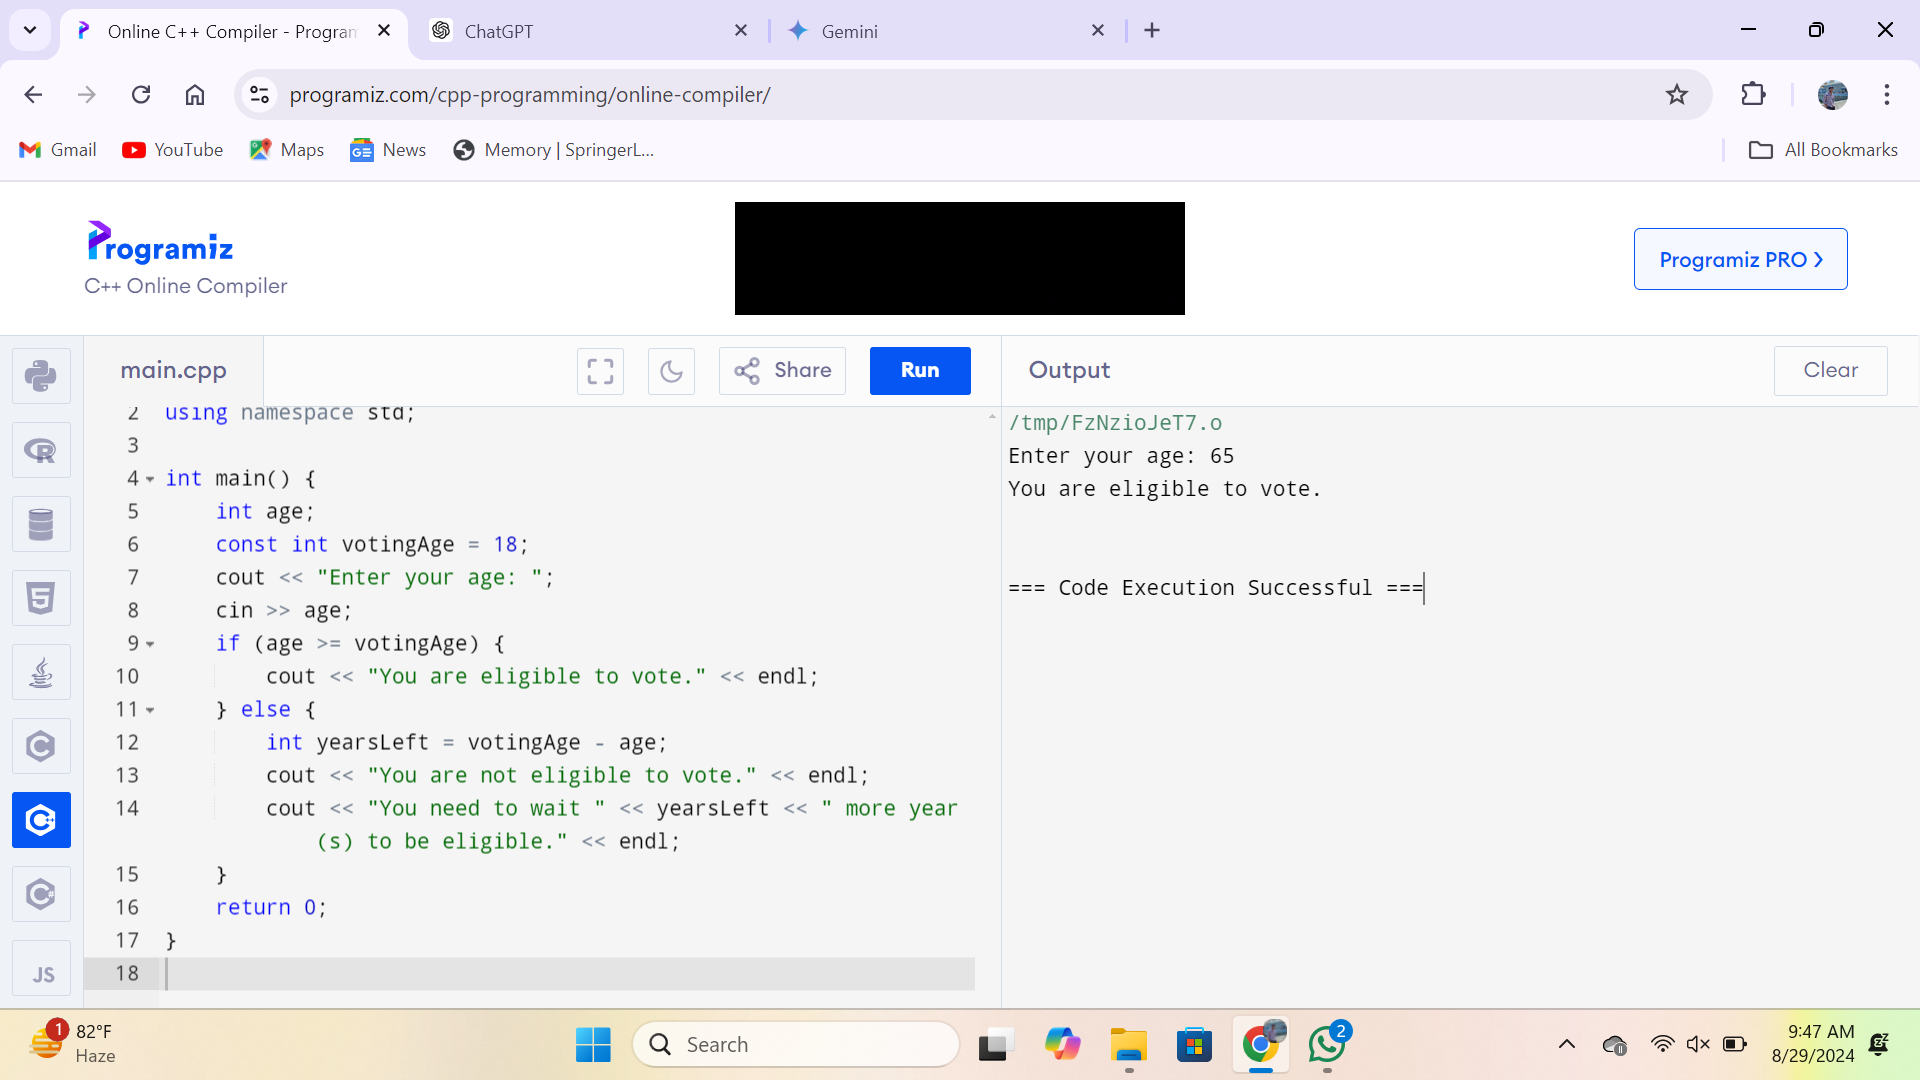 Online C++ Compiler - Program
ChatGPT
Gemini
programiz.com/cpp-programming/online-compiler/
Gmail
YouTube
Maps
News
Memory | SpringerL...
All Bookmarks
Programiz
C++ Online Compiler
Programiz PRO
main.cpp
Share
Run
Output
Clear
2 using namespace std;
3
4 int main() {
5     int age;
6     const int votingAge = 18;
7     cout << "Enter your age: ";
8     cin >> age;
9     if (age >= votingAge) {
10         cout << "You are eligible to vote." << endl;
11     } else {
12         int yearsLeft = votingAge - age;
13         cout << "You are not eligible to vote." << endl;
14         cout << "You need to wait " << yearsLeft << " more year
(s) to be eligible." << endl;
15     }
16     return 0;
17 }
18
/tmp/FzNzioJeT7.o
Enter your age: 65
You are eligible to vote.
=== Code Execution Successful ===
JS
1
82°F
Haze
Search
2
9:47 AM
8/29/2024